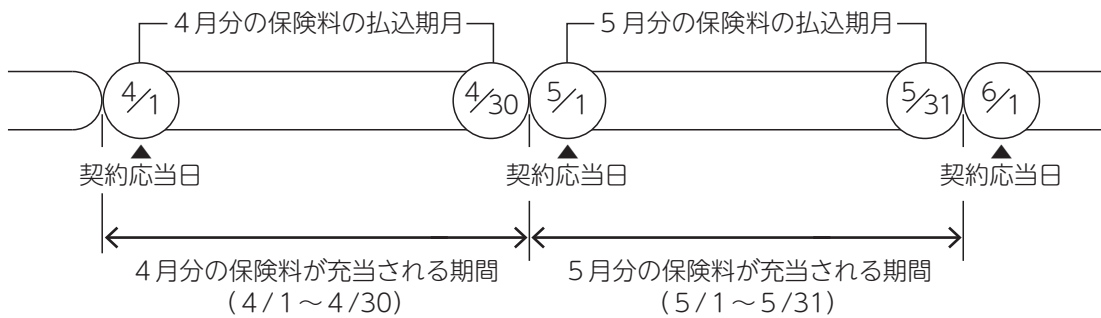 4月分の保険料の払込期月
5月分の保険料の払込期月
4/1
4/30
5/1
5/31
6/1
契約応当日
契約応当日
契約応当日
4月分の保険料が充当される期間
（4/1～4/30）
5月分の保険料が充当される期間
（5/1～5/31）